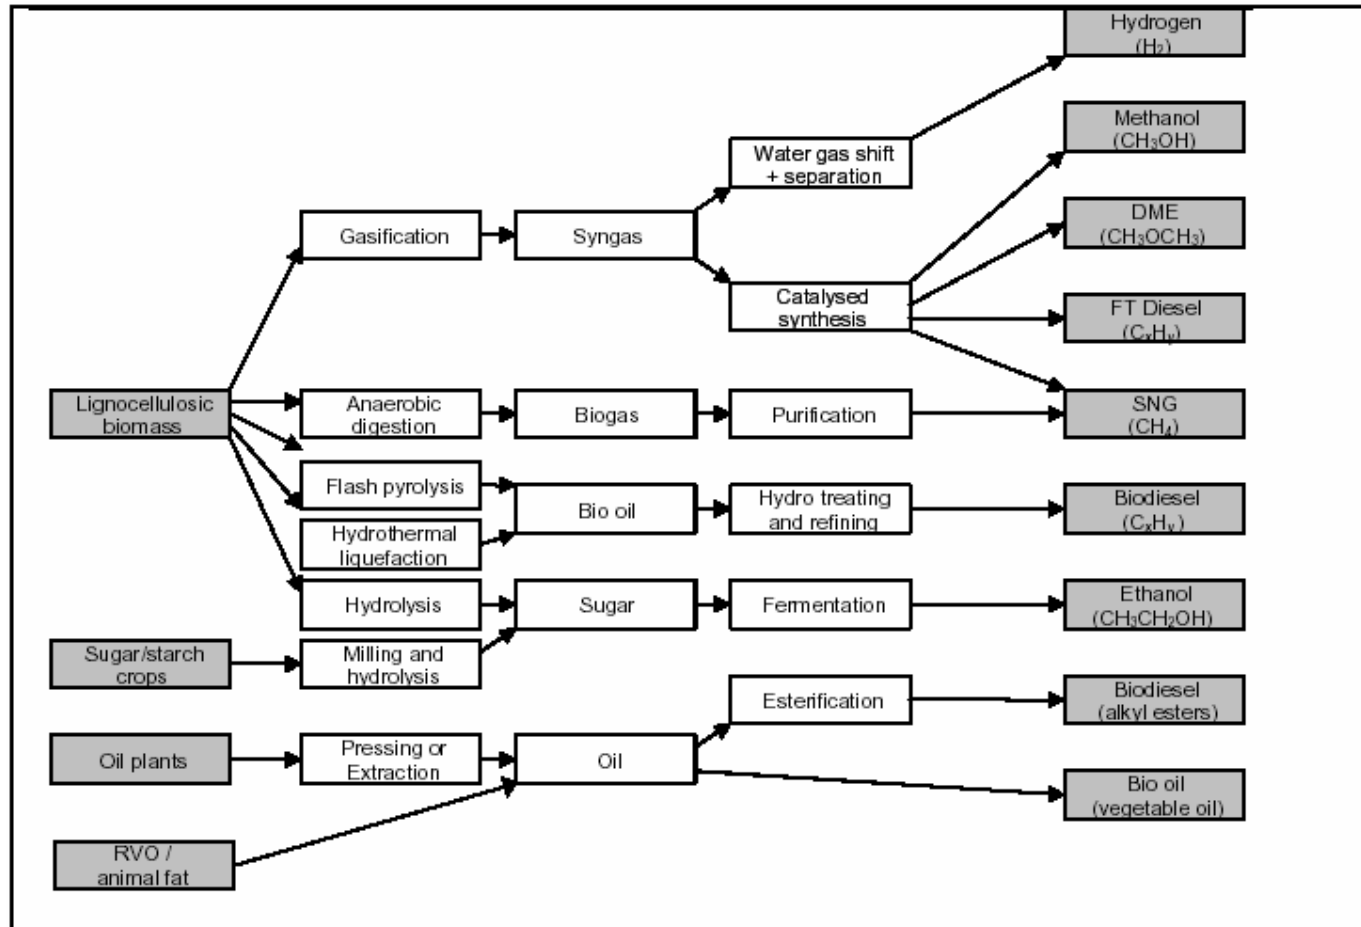 Hydrogen
(H₂)
Methanol
(CH₃OH)
Water gas shift
+ separation
DME
(CH₃OCH₃)
Gasification
Syngas
Catalysed
synthesis
FT Diesel
(CₓHᵧ)
Lignocellulosic
biomass
Anaerobic
digestion
Biogas
Purification
SNG
(CH₄)
Flash pyrolysis
Bio oil
Hydro treating
and refining
Biodiesel
(CₓHᵧ)
Hydrothermal
liquefaction
Hydrolysis
Sugar
Fermentation
Ethanol
(CH₃CH₂OH)
Sugar/starch
crops
Milling and
hydrolysis
Esterification
Biodiesel
(alkyl esters)
Oil plants
Pressing or
Extraction
Oil
Bio oil
(vegetable oil)
RVO /
animal fat